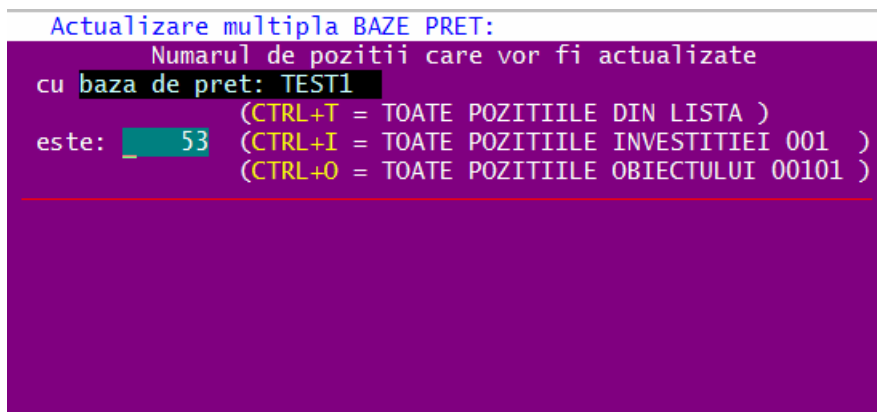 Actualizare multipla BAZE PRET:
Numarul de pozitii care vor fi actualizate
cu baza de pret: TEST1
(CTRL+T = TOATE POZITIILE DIN LISTA )
este: _ 53 (CTRL+I = TOATE POZITIILE INVESTITIEI 001 )
(CTRL+O = TOATE POZITIILE OBIECTULUI 00101 )